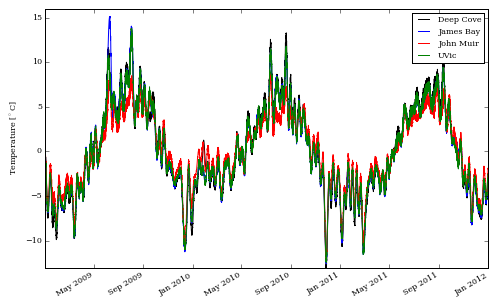 Temperature [°C]
15
10
5
0
−5
−10
Deep Cove
James Bay
John Muir
UVic
May 2009
Sep 2009
Jan 2010
May 2010
Sep 2010
Jan 2011
May 2011
Sep 2011
Jan 2012